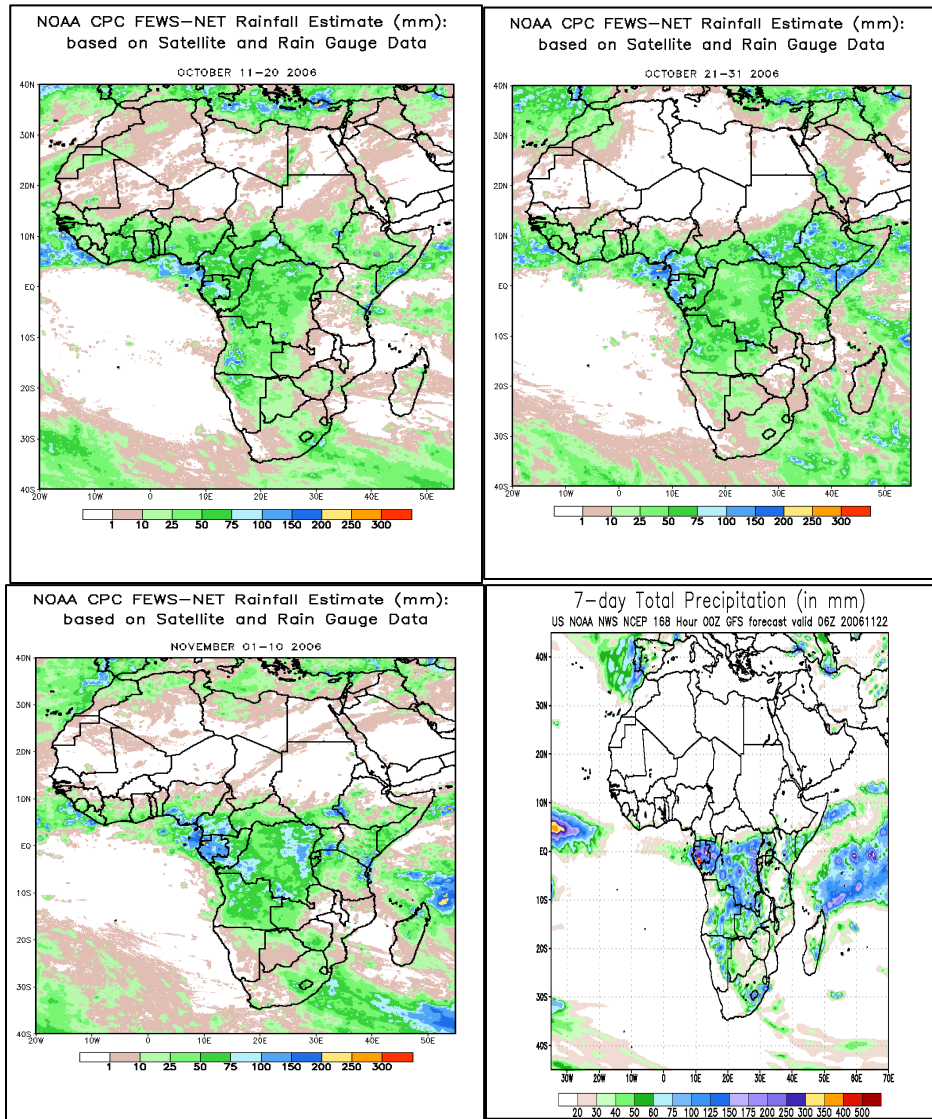 NOAA CPC FEWS-NET Rainfall Estimate (mm):
based on Satellite and Rain Gauge Data
OCTOBER 11-20 2006
40N
30N
20N
10N
EQ
10S
20S
30S
40S
20W 10W 0 10E 20E 30E 40E 50E
1 10 25 50 75 100 150 200 250 300
NOAA CPC FEWS-NET Rainfall Estimate (mm):
based on Satellite and Rain Gauge Data
OCTOBER 21-31 2006
40N
30N
20N
10N
EQ
10S
20S
30S
40S
20W 10W 0 10E 20E 30E 40E 50E
1 10 25 50 75 100 150 200 250 300
NOAA CPC FEWS-NET Rainfall Estimate (mm):
based on Satellite and Rain Gauge Data
NOVEMBER 01-10 2006
40N
30N
20N
10N
EQ
10S
20S
30S
40S
20W 10W 0 10E 20E 30E 40E 50E
1 10 25 50 75 100 150 200 250 300
7-day Total Precipitation (in mm)
US NOAA NWS NCEP 168 Hour 00Z GFS forecast valid 06Z 20061122
40N
30N
20N
10N
EQ
10S
20S
30S
40S
30W 20W 10W 0 10E 20E 30E 40E 50E 60E 70E
20 30 40 50 60 75 100 125 175 200 250 300 350 400 500